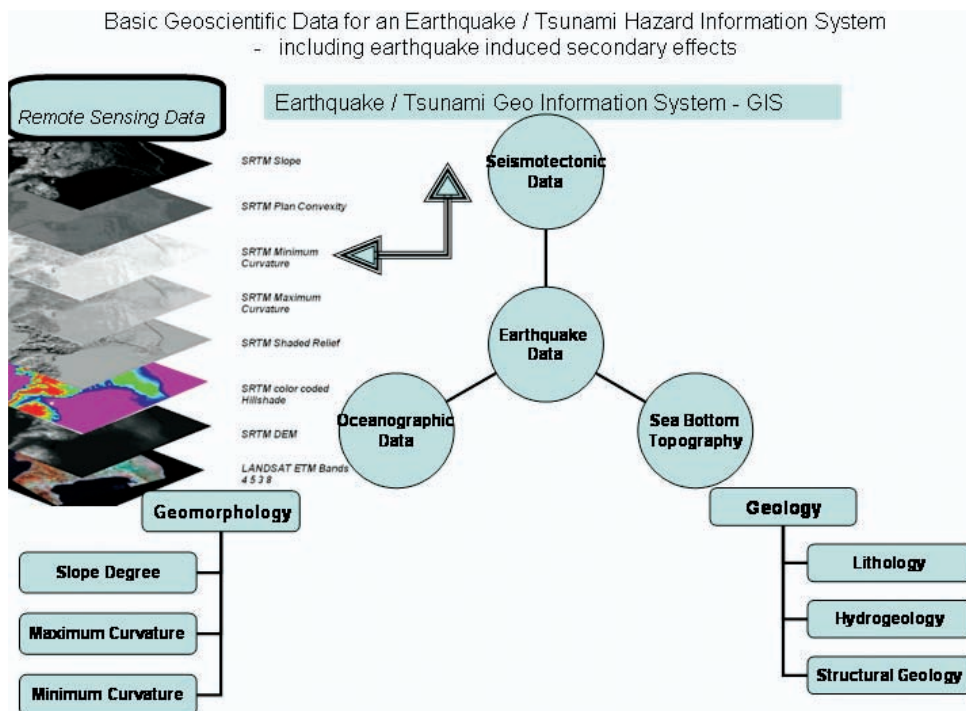 Basic Geoscientific Data for an Earthquake / Tsunami Hazard Information System
- including earthquake induced secondary effects
Remote Sensing Data
Earthquake / Tsunami Geo Information System - GIS
SRTM Slope
SRTM Plan Convexity
SRTM Minimum
Curvature
SRTM Maximum
Curvature
SRTM Shaded Relief
SRTM color coded
Hillshade
SRTM DEM
LANDSAT ETM Bands
4 5 3 8
Seismotectonic
Data
Earthquake
Data
Oceanographic
Data
Sea Bottom
Topography
Geomorphology
Slope Degree
Maximum Curvature
Minimum Curvature
Geology
Lithology
Hydrogeology
Structural Geology